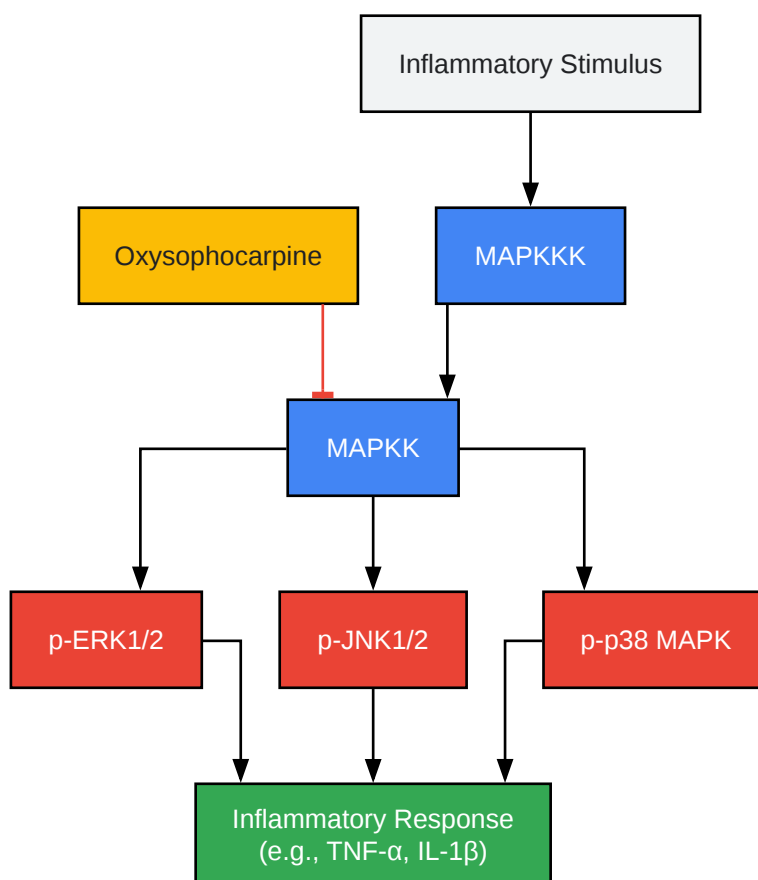 Inflammatory Stimulus
Oxysophocarpine
MAPKKK
MAPKK
p-ERK1/2
p-JNK1/2
p-p38 MAPK
Inflammatory Response
(e.g., TNF-α, IL-1β)